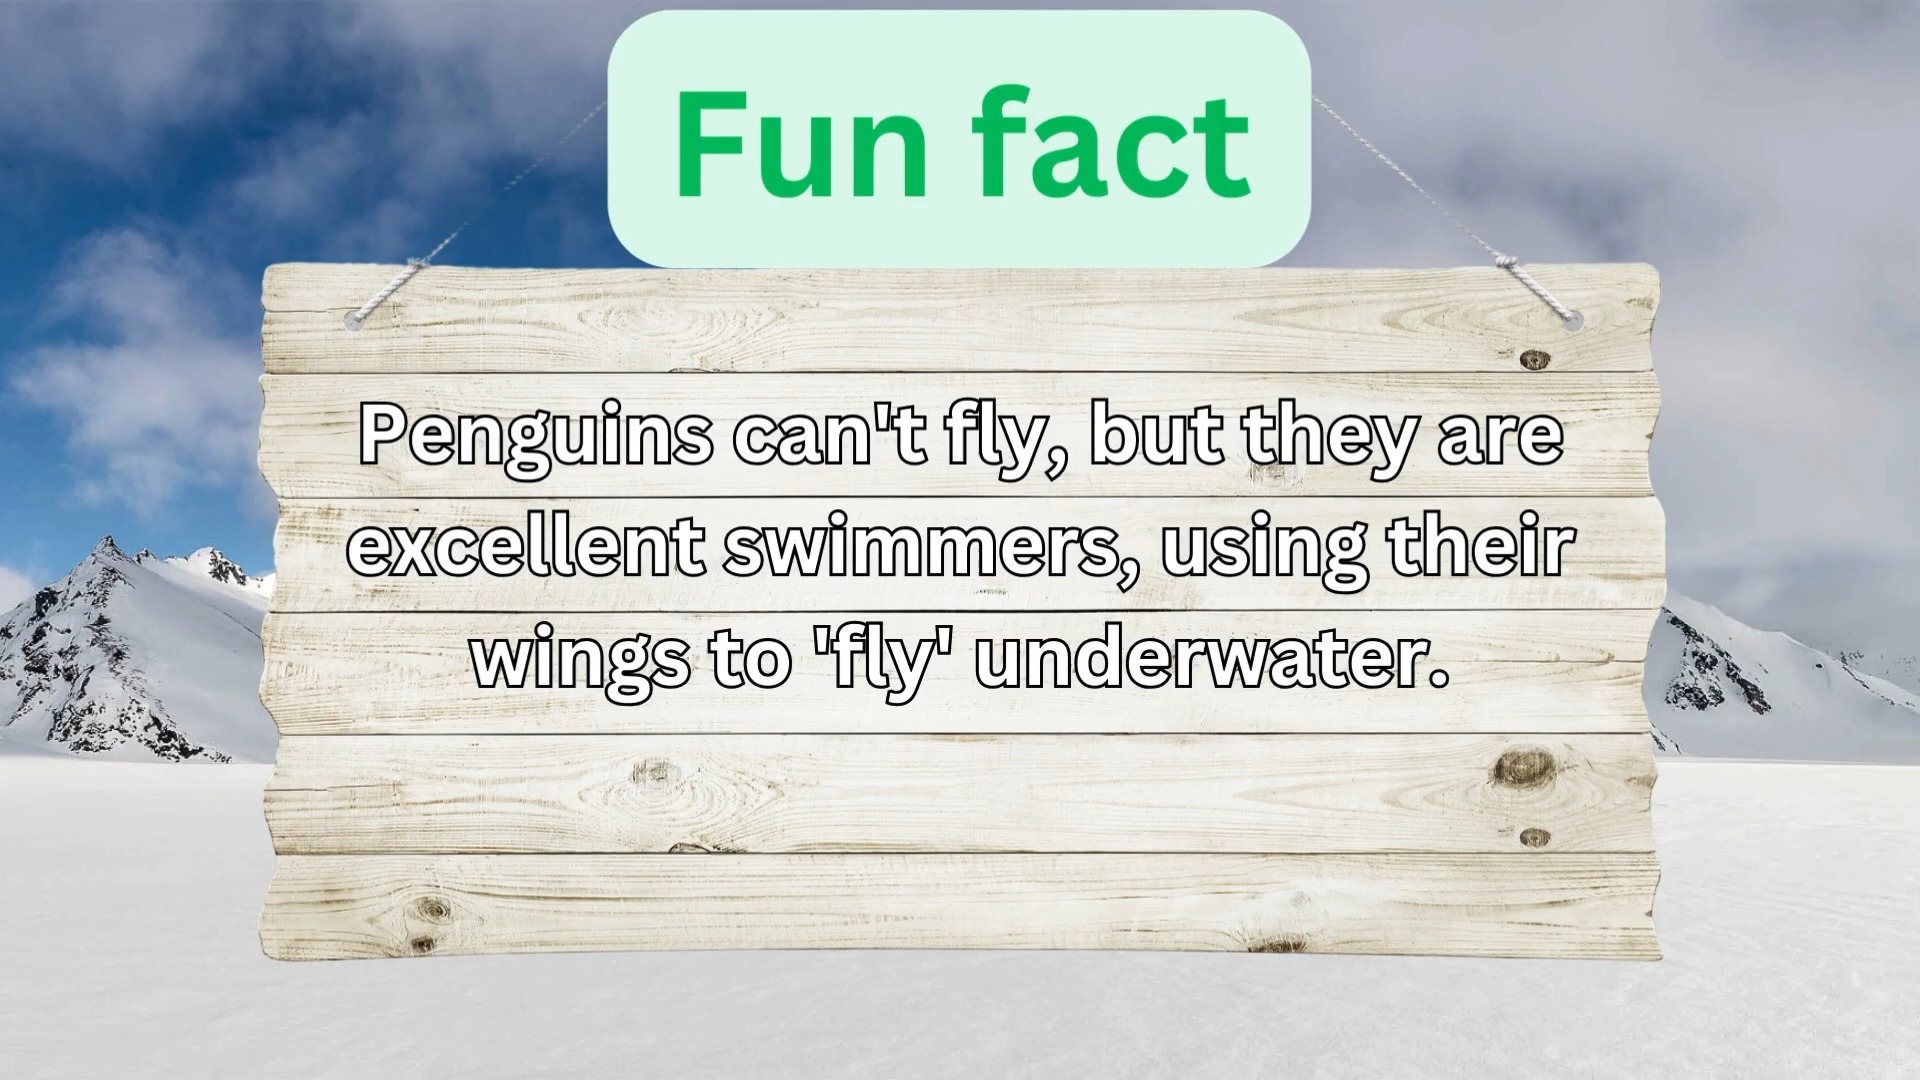 Fun fact
Penguins can't fly, but they are
excellent swimmers, using their
wings to 'fly' underwater.